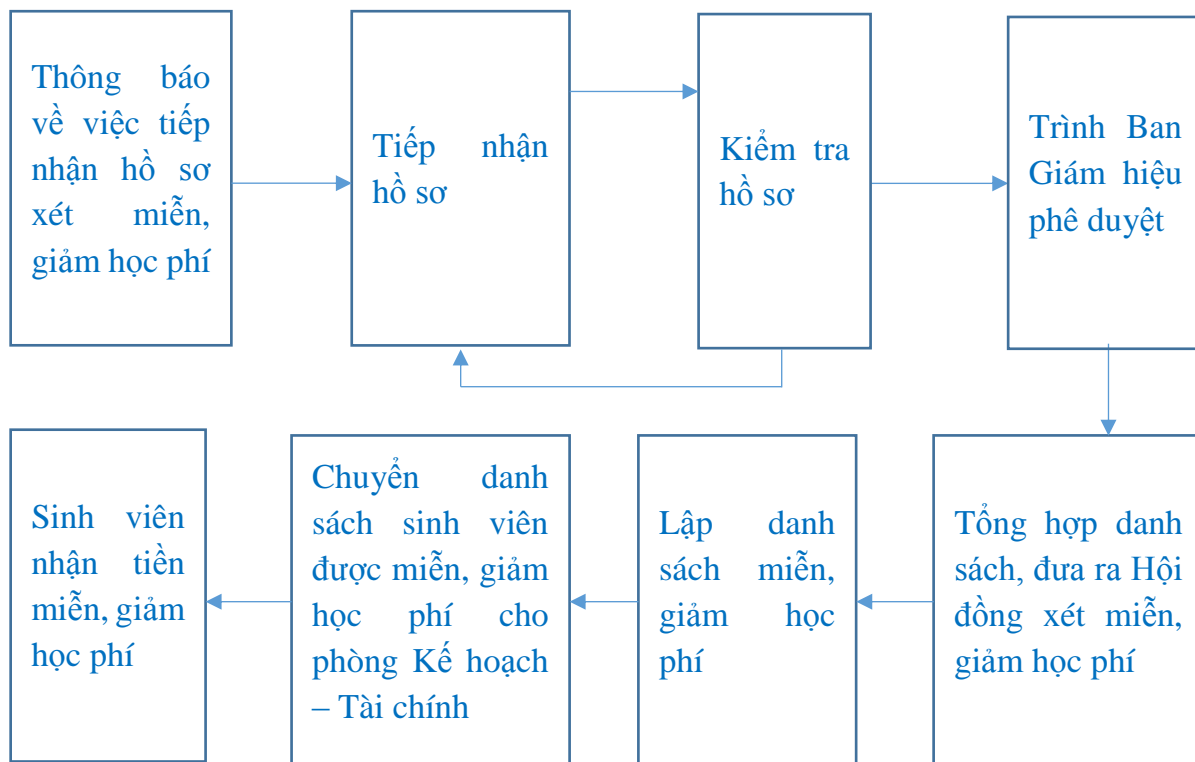 Thông báo
về việc tiếp
nhận hồ sơ
xét miễn,
giảm học phí
Tiếp nhận
hồ sơ
Kiểm tra
hồ sơ
Trình Ban
Giám hiệu
phê duyệt
Sinh viên
nhận tiền
miễn, giảm
học phí
Chuyển danh
sách sinh viên
được miễn, giảm
học phí cho
phòng Kế hoạch
– Tài chính
Lập danh
sách miễn,
giảm học
phí
Tổng hợp danh
sách, đưa ra Hội
đồng xét miễn,
giảm học phí